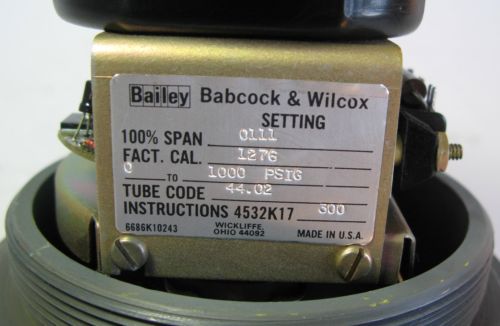 Bailey Babcock & Wilcox
SETTING
100% SPAN 0111
FACT. CAL. 127G
0 TO 1000 PSIG
TUBE CODE 44.02
INSTRUCTIONS 4532K17 300
6686K10243 WICKLIFFE, OHIO 44092 MADE IN U.S.A.